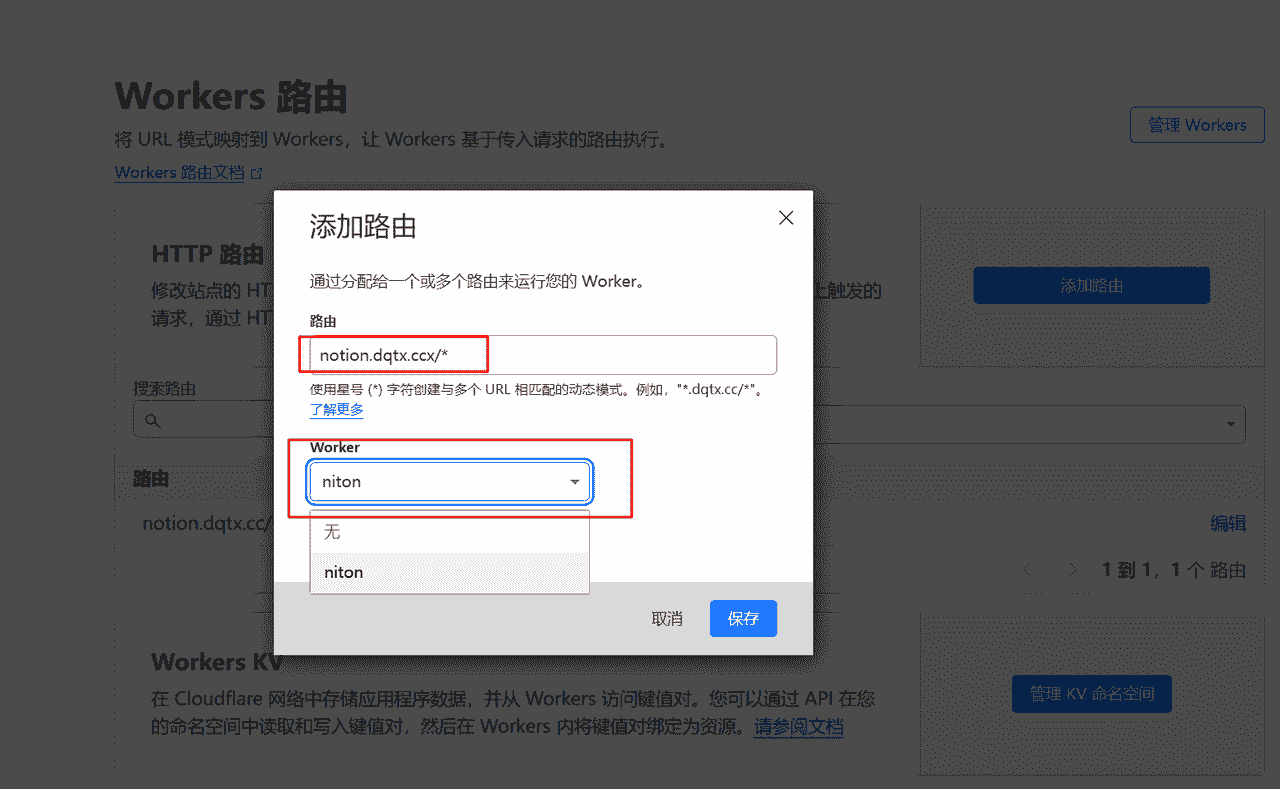 Workers 路由
将 URL 模式映射到 Workers，让 Workers 基于传入请求的路由执行。
管理 Workers
Workers 路由文档
添加路由
通过分配给一个或多个路由来运行您的 Worker。
路由
notion.dqtx.ccx/*
使用星号 (*) 字符创建与多个 URL 相匹配的动态模式。例如，"*.dqtx.cc/*"。
了解更多
Worker
niton
无
niton
取消
保存
HTTP 路由
修改站点的 HT
上触发的
请求，通过 HT
添加路由
搜索路由
路由
notion.dqtx.cc/
编辑
1 到 1，1 个 路由
Workers KV
在 Cloudflare 网络中存储应用程序数据，并从 Workers 访问键值对。您可以通过 API 在您
的命名空间中读取和写入键值对，然后在 Workers 内将键值对绑定为资源。请参阅文档
管理 KV 命名空间